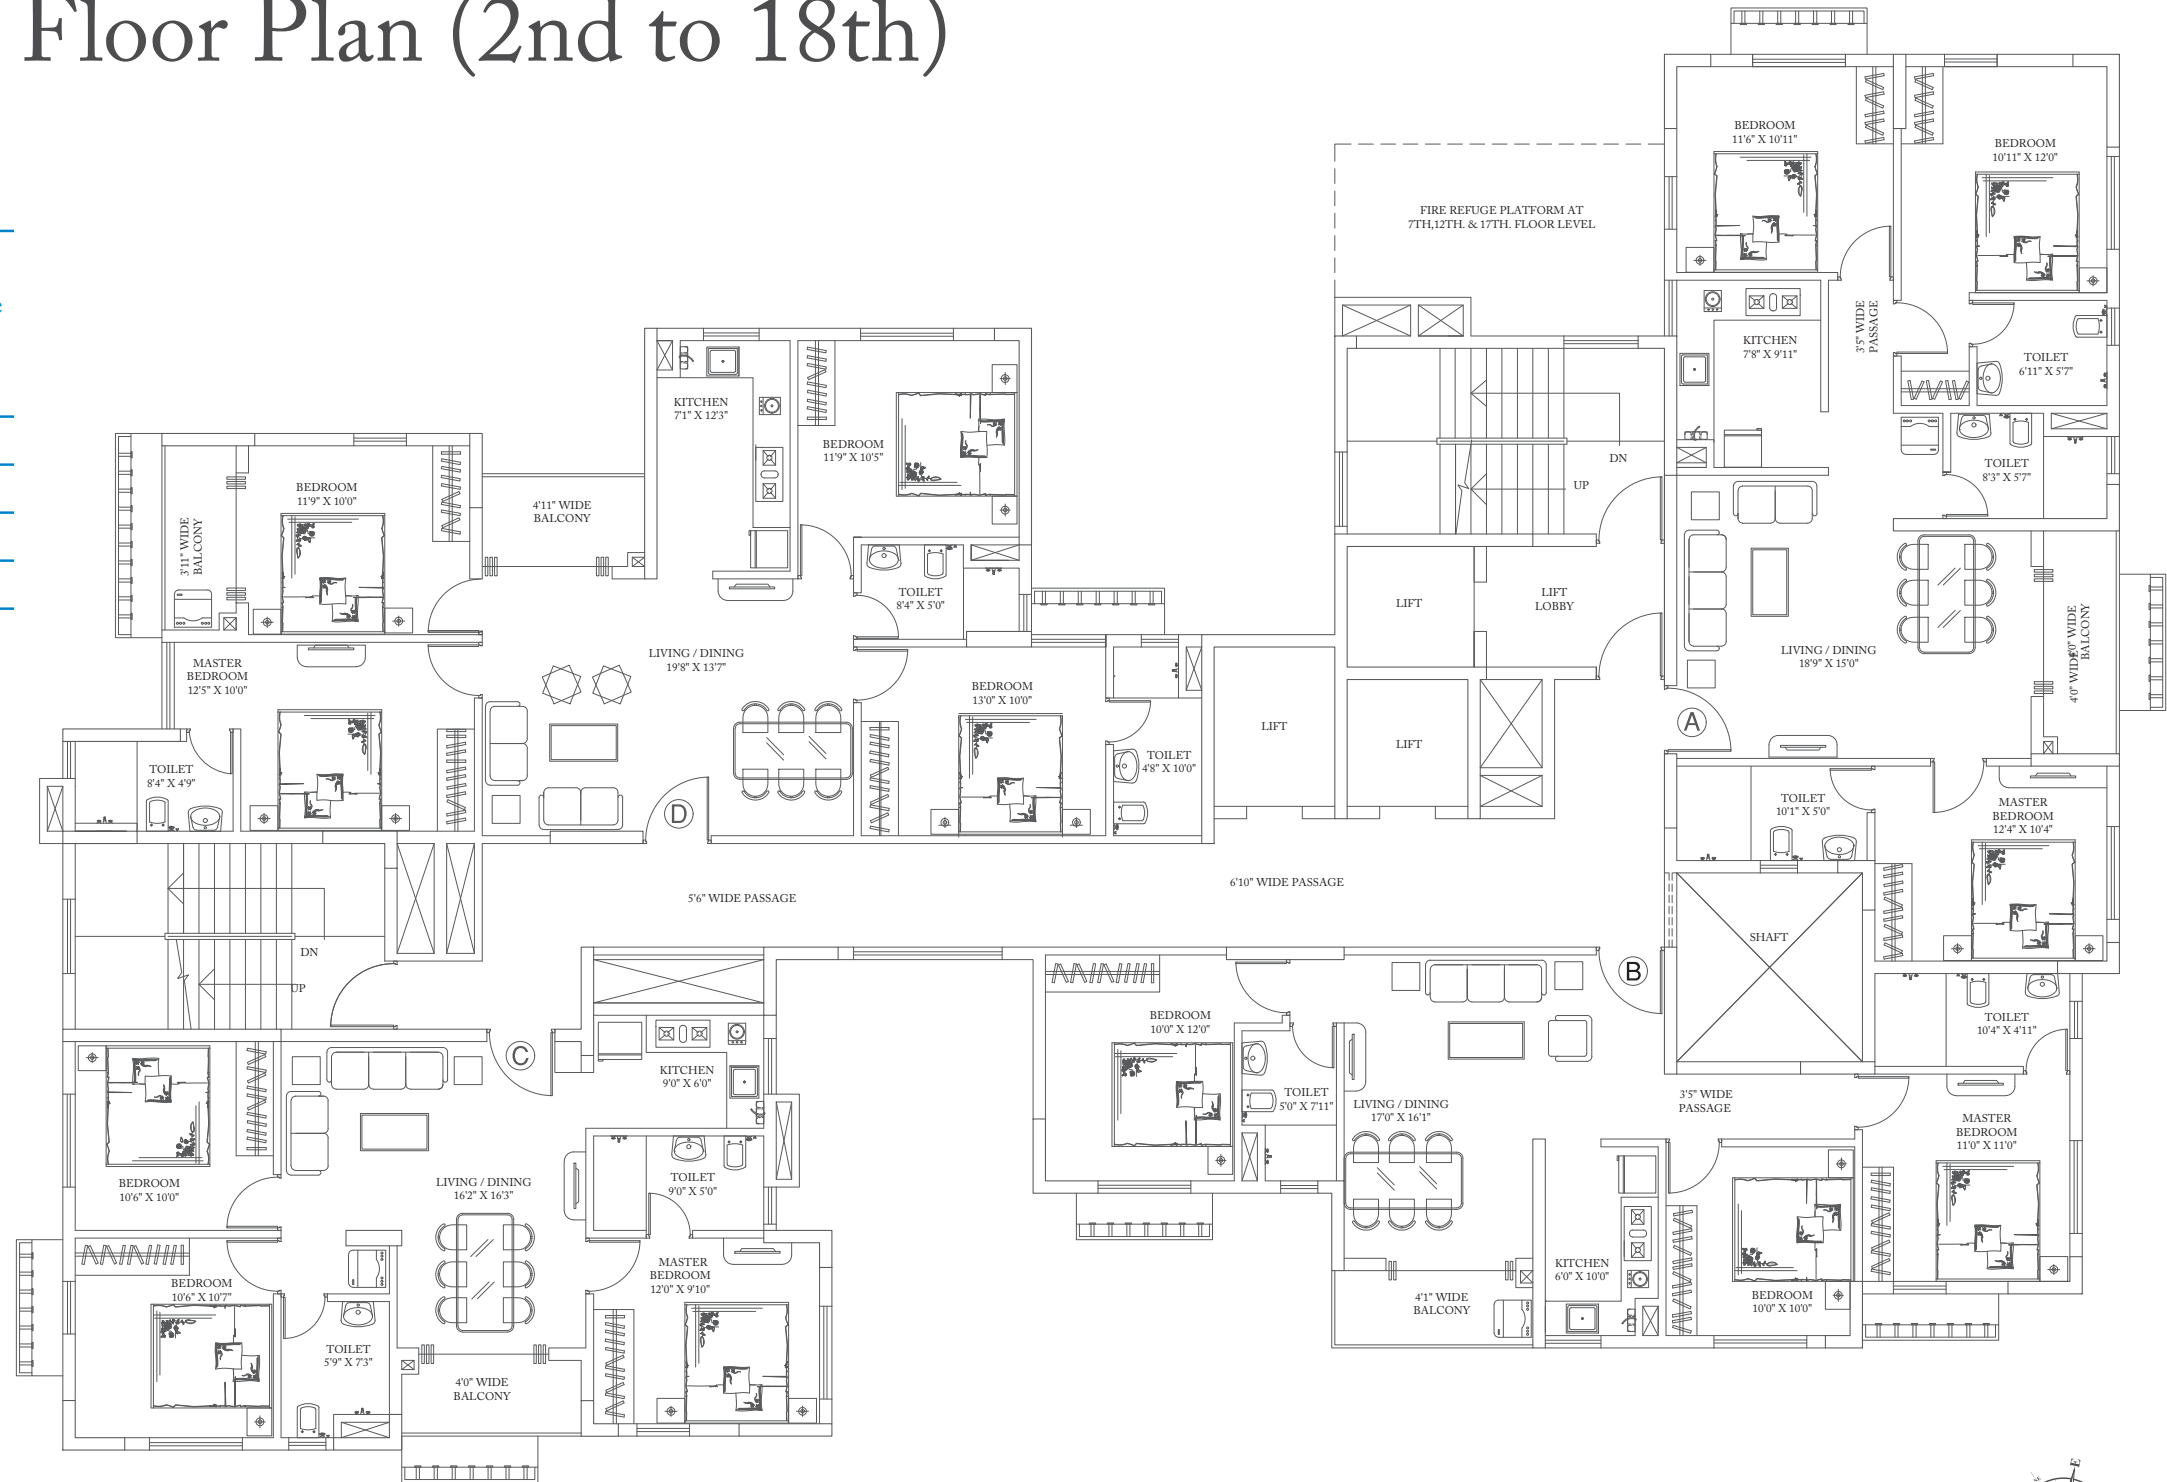 Floor Plan (2nd to 18th)
BEDROOM
11'6" X 10'11"
BEDROOM
10'11" X 12'0"
FIRE REFUGE PLATFORM AT
7TH,12TH. & 17TH. FLOOR LEVEL
3'5" WIDE
PASSAGE
KITCHEN
7'8" X 9'11"
TOILET
6'11" X 5'7"
TOILET
8'3" X 5'7"
DN
UP
LIFT
LIFT
LOBBY
LIFT
LIFT
LIVING / DINING
18'9" X 15'0"
4'0" WIDE
BALCONY
4'0" WIDE
A
TOILET
10'1" X 5'0"
MASTER
BEDROOM
12'4" X 10'4"
SHAFT
KITCHEN
7'1" X 12'3"
BEDROOM
11'9" X 10'5"
BEDROOM
11'9" X 10'0"
4'11" WIDE
BALCONY
3'11" WIDE
BALCONY
TOILET
8'4" X 5'0"
LIVING / DINING
19'8" X 13'7"
MASTER
BEDROOM
12'5" X 10'0"
BEDROOM
13'0" X 10'0"
TOILET
4'8" X 10'0"
TOILET
8'4" X 4'9"
D
5'6" WIDE PASSAGE
6'10" WIDE PASSAGE
DN
UP
C
KITCHEN
9'0" X 6'0"
BEDROOM
10'6" X 10'0"
LIVING / DINING
16'2" X 16'3"
TOILET
9'0" X 5'0"
BEDROOM
10'6" X 10'7"
MASTER
BEDROOM
12'0" X 9'10"
TOILET
5'9" X 7'3"
4'0" WIDE
BALCONY
B
BEDROOM
10'0" X 12'0"
TOILET
5'0" X 7'11"
LIVING / DINING
17'0" X 16'1"
3'5" WIDE
PASSAGE
TOILET
10'4" X 4'11"
MASTER
BEDROOM
11'0" X 11'0"
KITCHEN
6'0" X 10'0"
4'1" WIDE
BALCONY
BEDROOM
10'0" X 10'0"
E